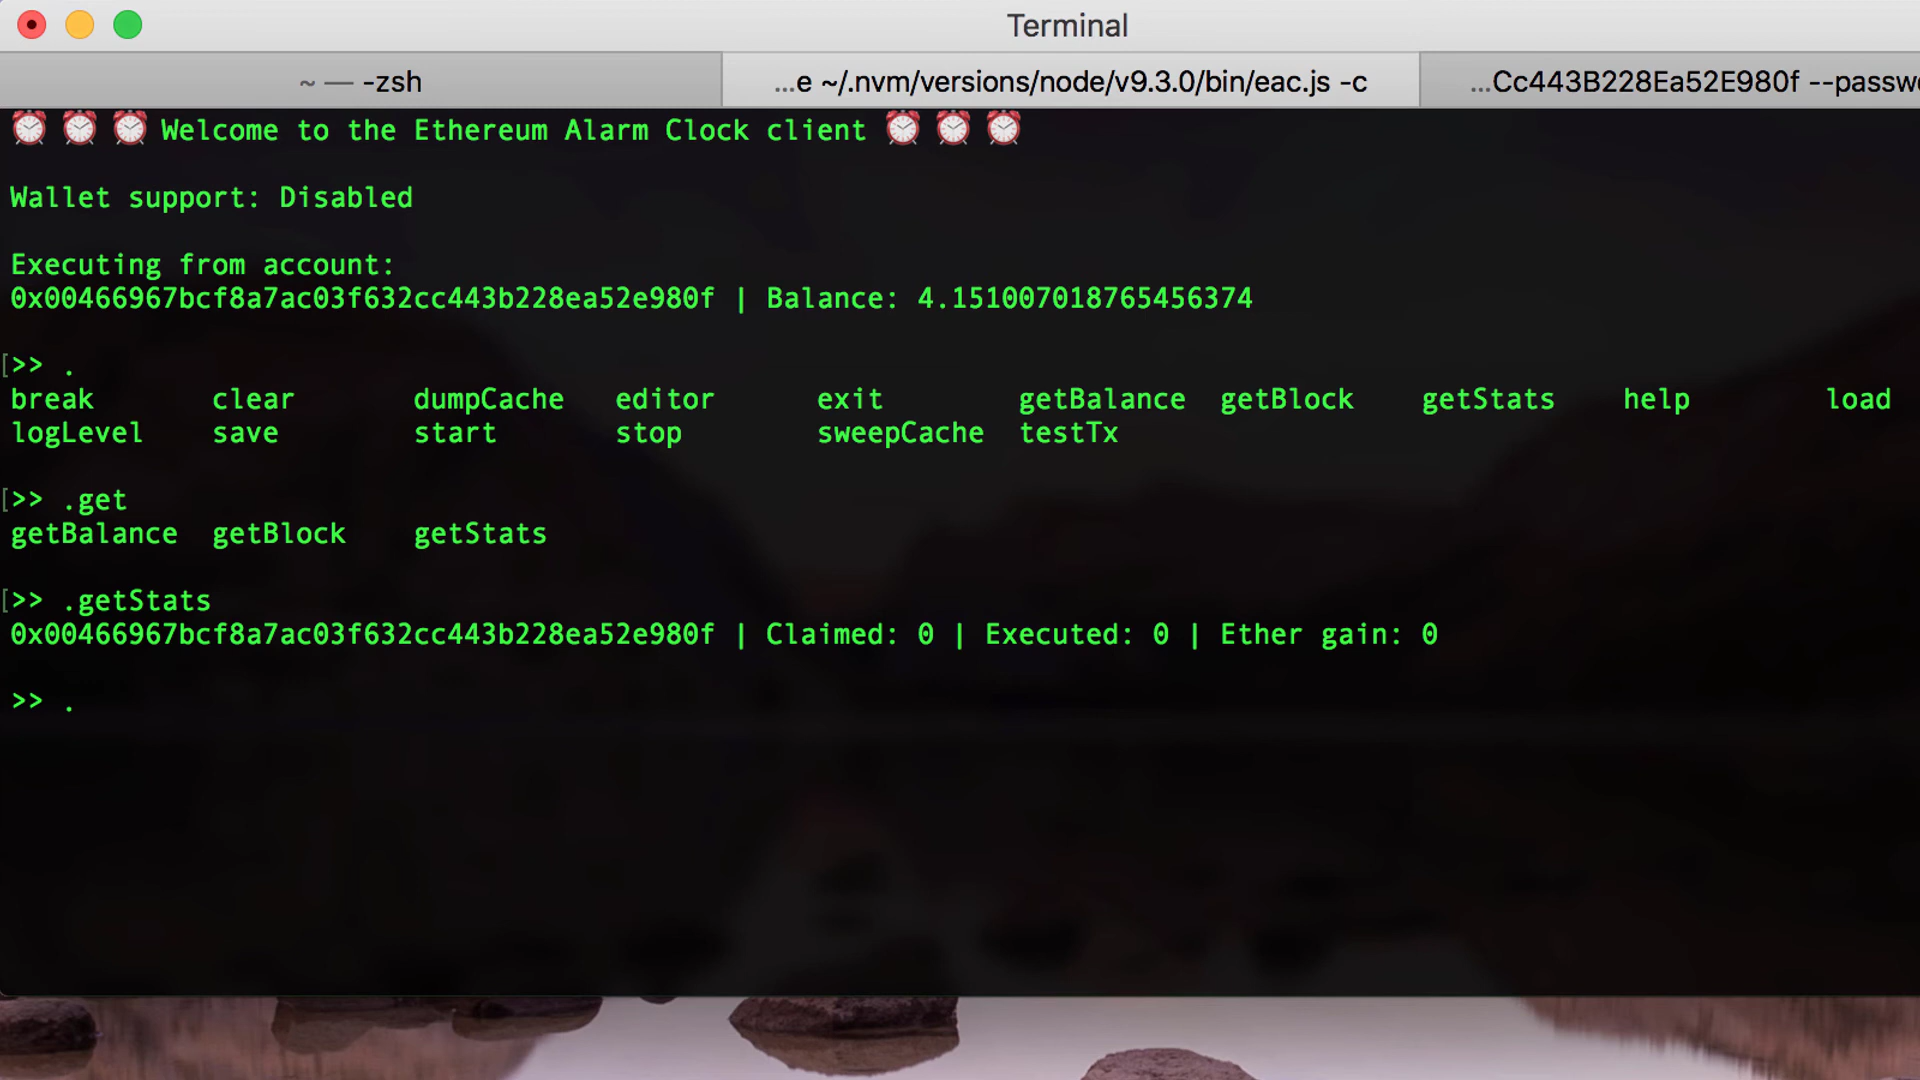 Terminal
~ — -zsh
...e ~/.nvm/versions/node/v9.3.0/bin/eac.js -c
...Cc443B228Ea52E980f --passw
⏰ ⏰ ⏰ Welcome to the Ethereum Alarm Clock client ⏰ ⏰ ⏰
Wallet support: Disabled
Executing from account:
0x00466967bcf8a7ac03f632cc443b228ea52e980f | Balance: 4.151007018765456374
[>> .
break clear dumpCache editor exit getBalance getBlock getStats help load
logLevel save start stop sweepCache testTx
[>> .get
getBalance getBlock getStats
[>> .getStats
0x00466967bcf8a7ac03f632cc443b228ea52e980f | Claimed: 0 | Executed: 0 | Ether gain: 0
>> .